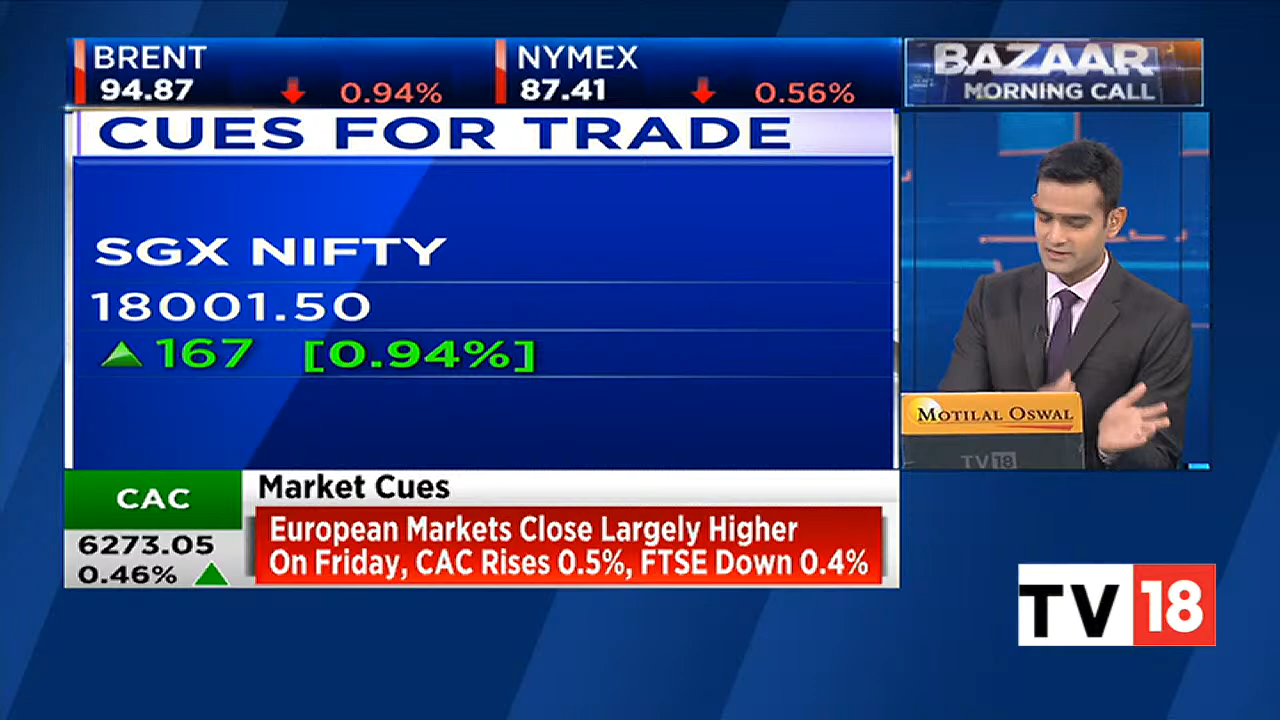 BRENT
94.87 0.94%
NYMEX
87.41 0.56%
BAZAAR
MORNING CALL
CUES FOR TRADE
SGX NIFTY
18001.50
167 [0.94%]
MOTILAL OSWAL
TV18
CAC
6273.05
0.46%
Market Cues
European Markets Close Largely Higher
On Friday, CAC Rises 0.5%, FTSE Down 0.4%
TV18